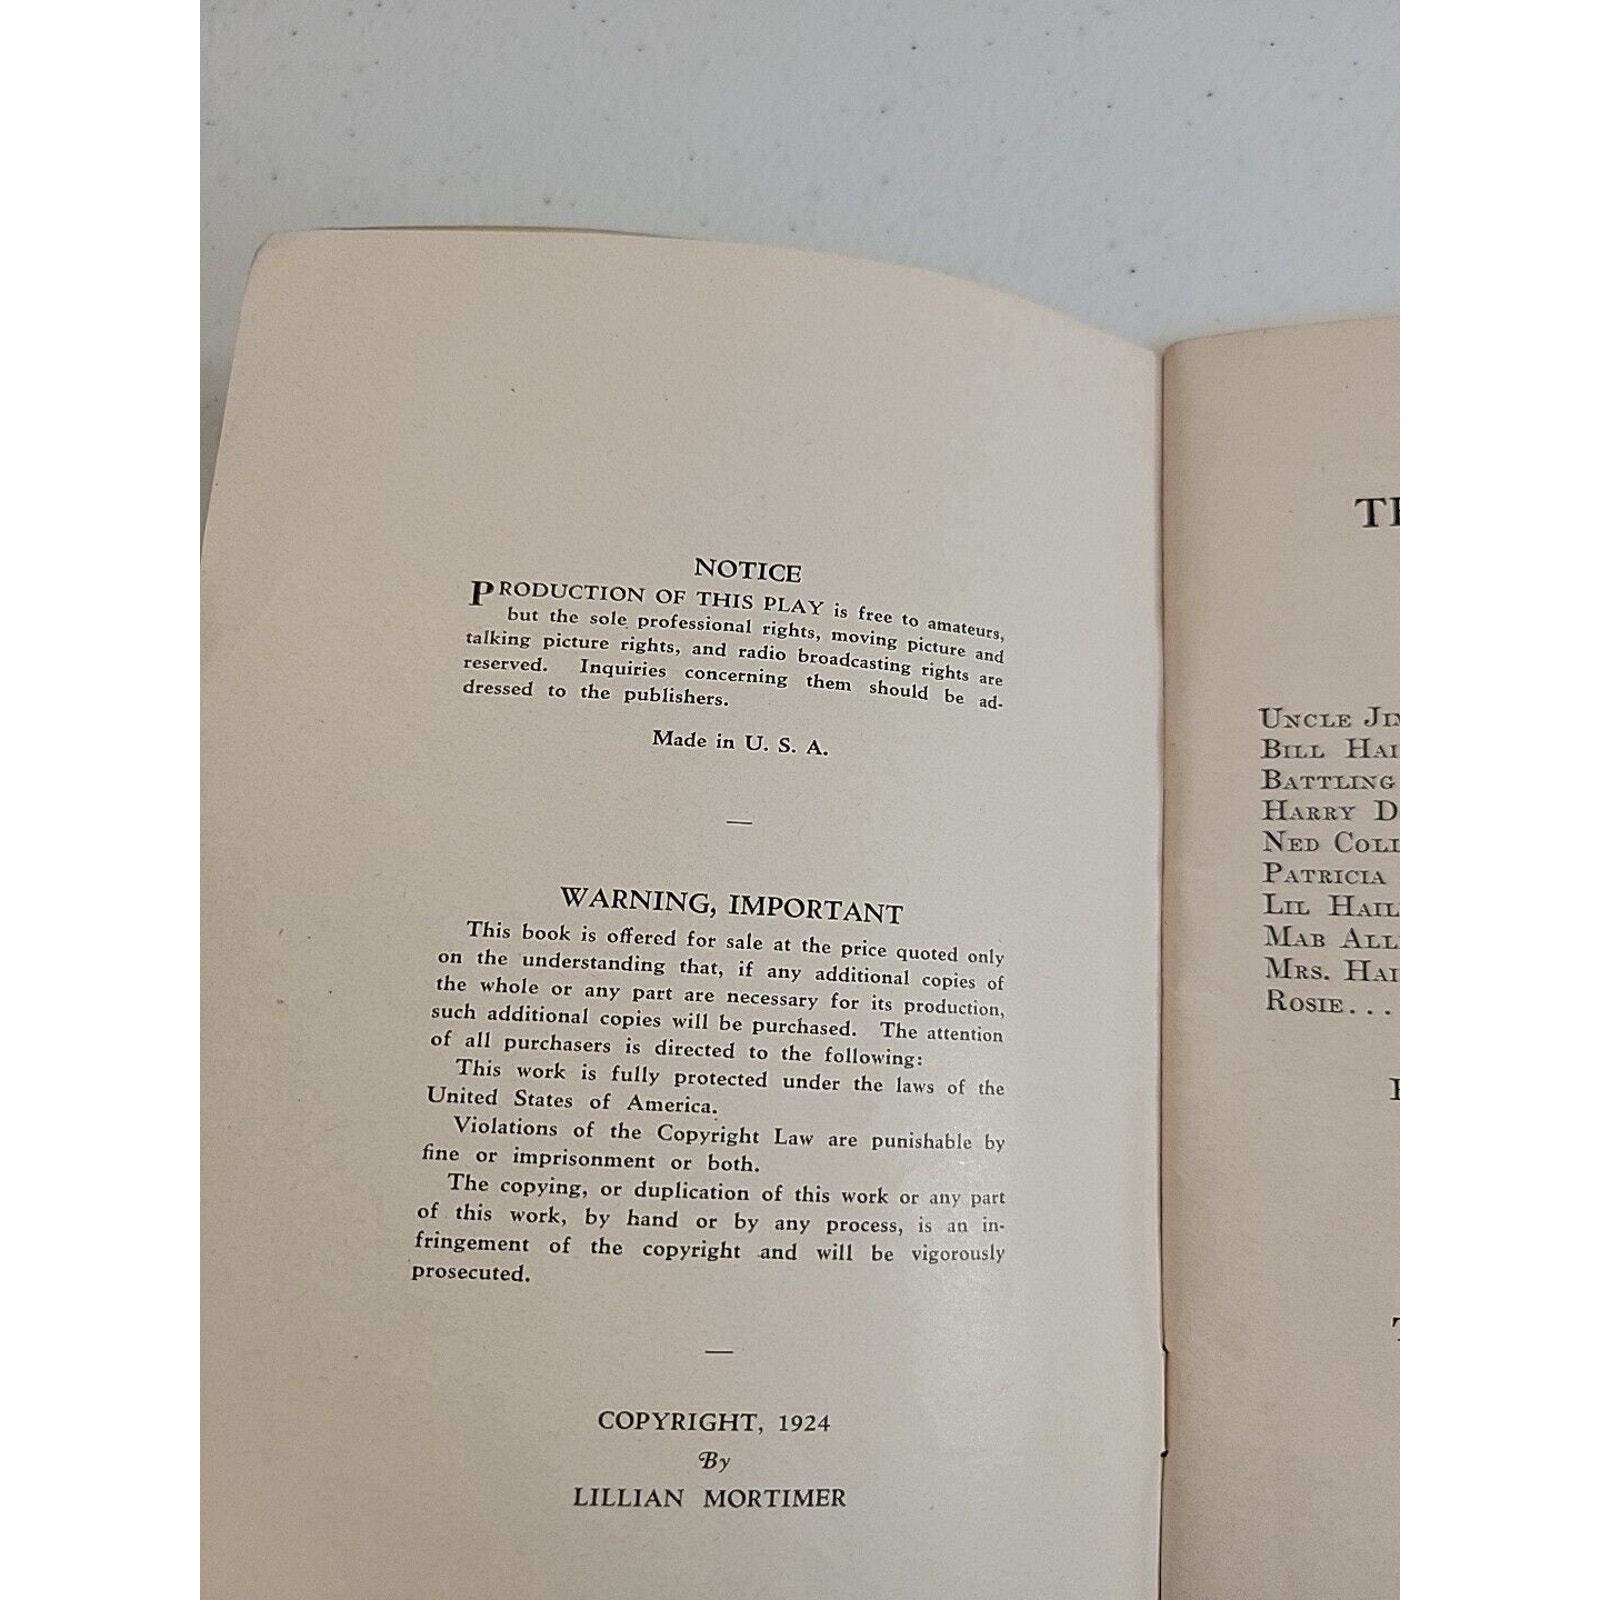 NOTICE
PRODUCTION OF THIS PLAY is free to amateurs,
but the sole professional rights, moving picture and
talking picture rights, and radio broadcasting rights are
reserved. Inquiries concerning them should be ad-
dressed to the publishers.
Made in U. S. A.
—
WARNING, IMPORTANT
This book is offered for sale at the price quoted only
on the understanding that, if any additional copies of
the whole or any part are necessary for its production,
such additional copies will be purchased. The attention
of all purchasers is directed to the following:
This work is fully protected under the laws of the
United States of America.
Violations of the Copyright Law are punishable by
fine or imprisonment or both.
The copying, or duplication of this work or any part
of this work, by hand or by any process, is an in-
fringement of the copyright and will be vigorously
prosecuted.
—
COPYRIGHT, 1924
By
LILLIAN MORTIMER
UNCLE
BILL HAI
BATTLING
HARRY D
NED COLL
PATRICIA
LIL HAIL
MAB ALL
MRS. HAI
ROSIE...